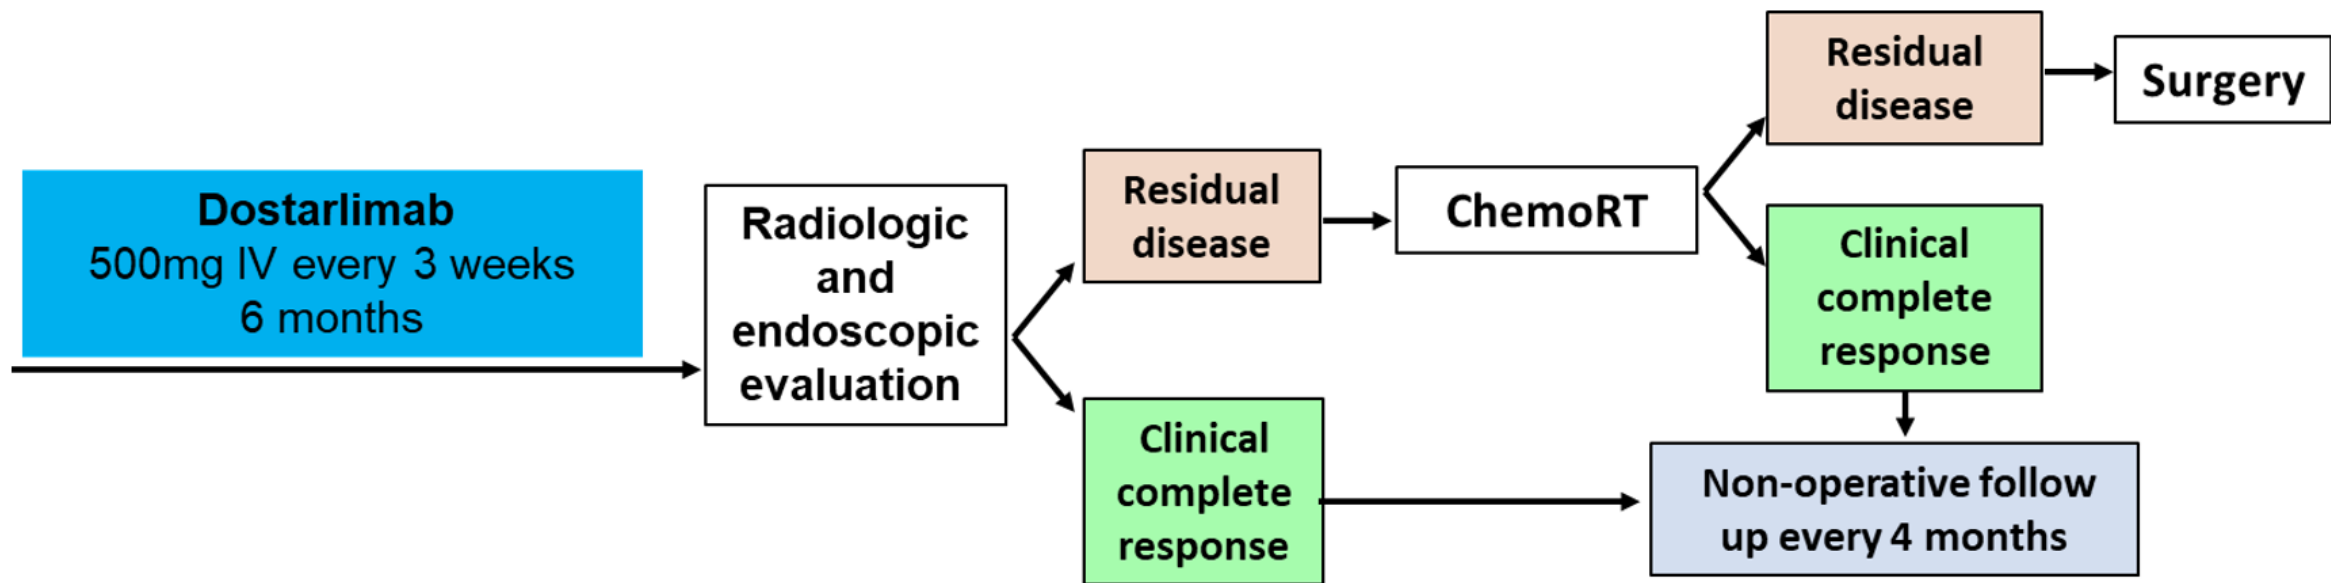 Dostarlimab
500mg IV every 3 weeks
6 months
Radiologic
and
endoscopic
evaluation
Residual
disease
Clinical
complete
response
ChemoRT
Residual
disease
Clinical
complete
response
Surgery
Non-operative follow
up every 4 months